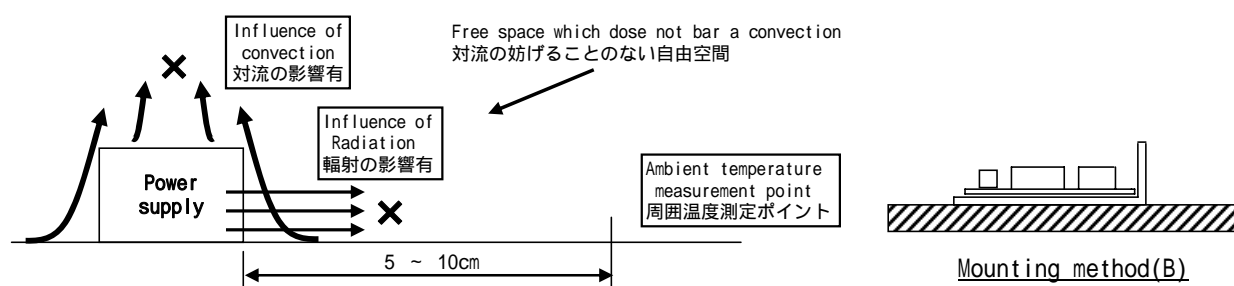 Influence of
convection
対流の影響有
Free space which dose not bar a convection
対流の妨げることのない自由空間
Influence of
Radiation
輻射の影響有
Power
supply
Ambient temperature
measurement point
周囲温度測定ポイント
5 ~ 10cm
Mounting method(B)